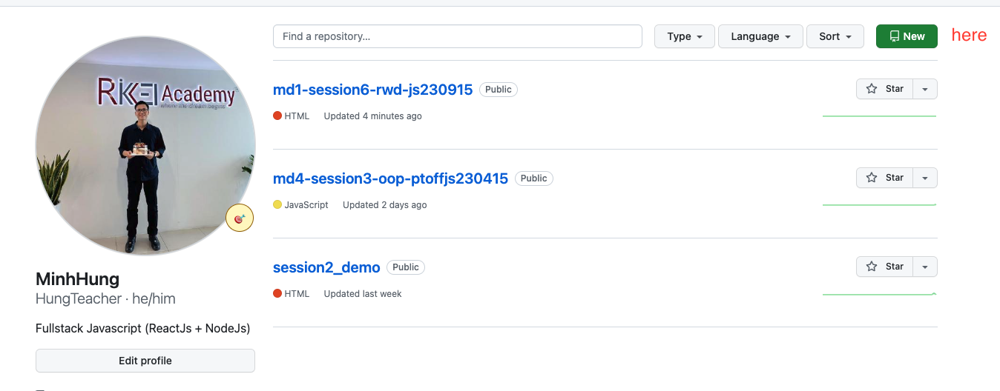 Find a repository...
Type
Language
Sort
New
here
RIKKEI Academy
where the dream begins
md1-session6-rwd-js230915
Public
Star
HTML
Updated 4 minutes ago
md4-session3-oop-ptoffjs230415
Public
Star
JavaScript
Updated 2 days ago
session2_demo
Public
Star
HTML
Updated last week
MinhHung
HungTeacher · he/him
Fullstack Javascript (ReactJs + NodeJs)
Edit profile